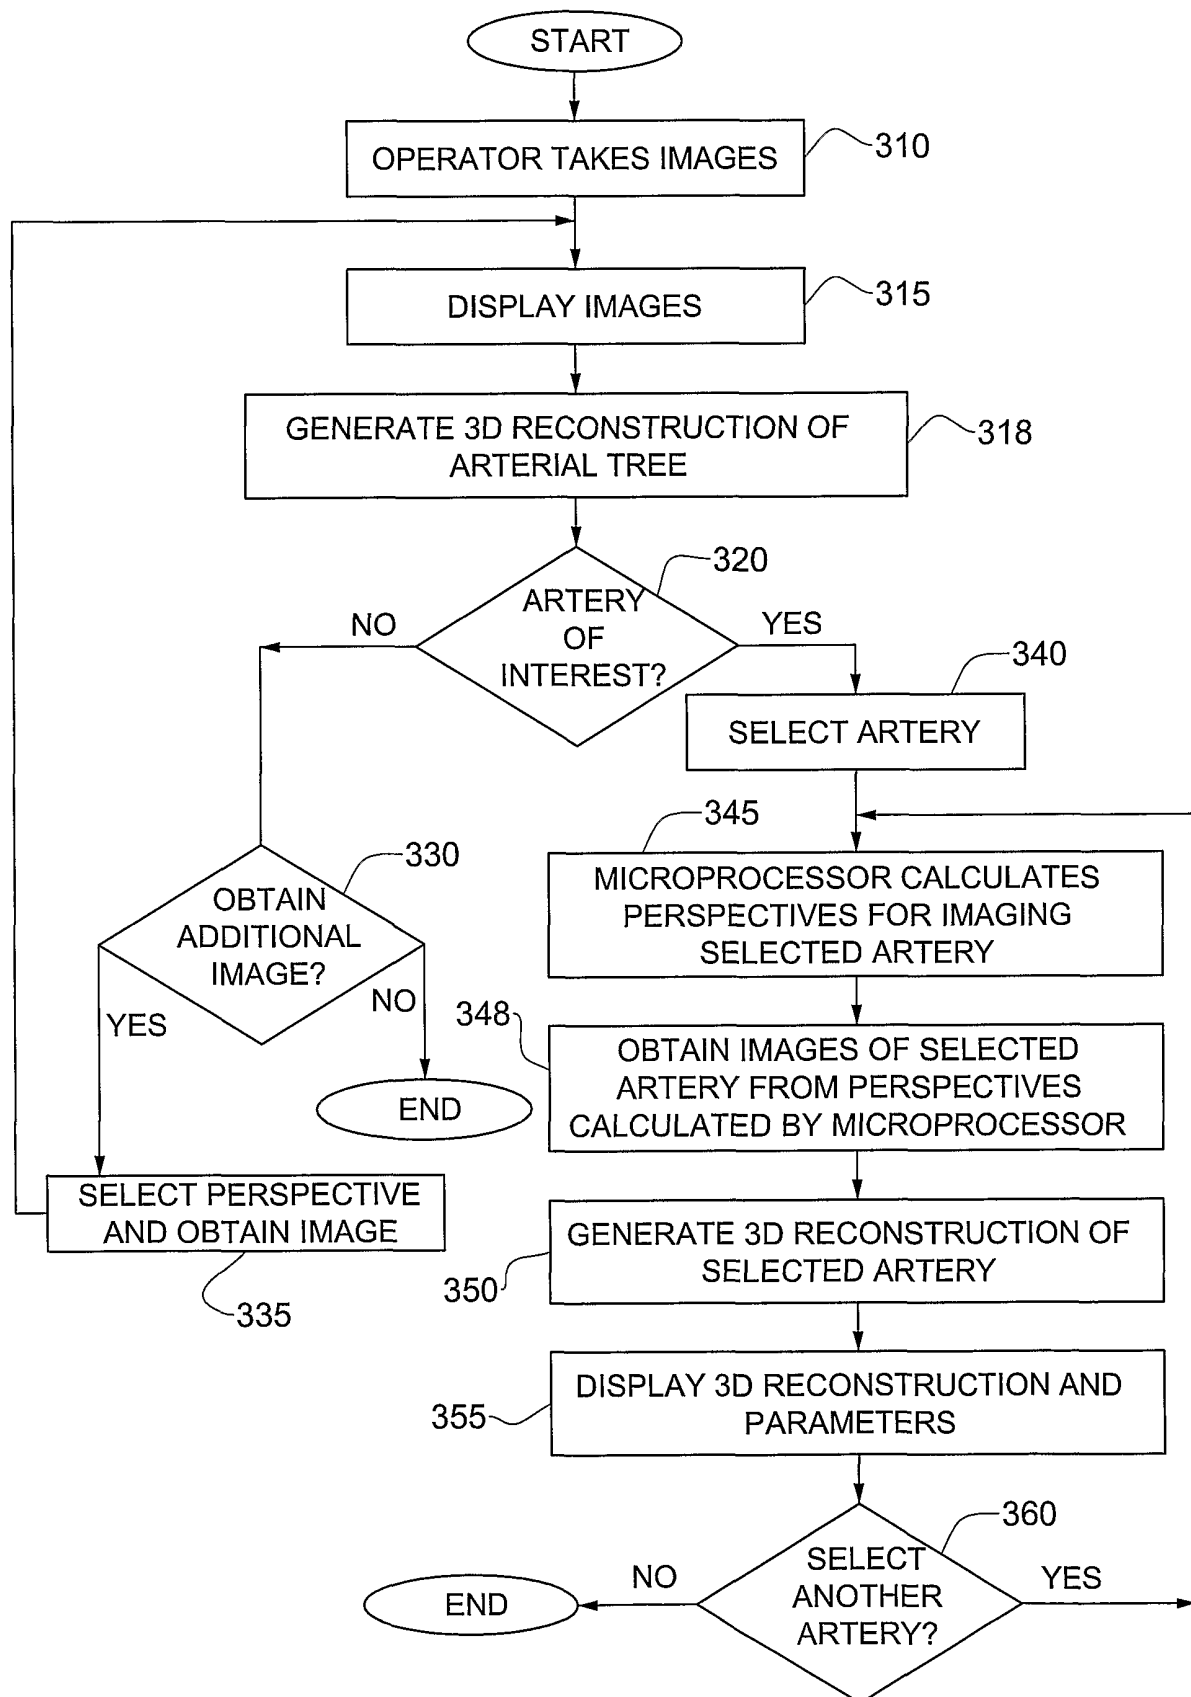 START
OPERATOR TAKES IMAGES
310
DISPLAY IMAGES
315
GENERATE 3D RECONSTRUCTION OF
ARTERIAL TREE
318
320
ARTERY
OF
INTEREST?
NO
YES
340
SELECT ARTERY
345
MICROPROCESSOR CALCULATES
PERSPECTIVES FOR IMAGING
SELECTED ARTERY
330
OBTAIN
ADDITIONAL
IMAGE?
YES
NO
END
348
OBTAIN IMAGES OF SELECTED
ARTERY FROM PERSPECTIVES
CALCULATED BY MICROPROCESSOR
SELECT PERSPECTIVE
AND OBTAIN IMAGE
335
GENERATE 3D RECONSTRUCTION OF
SELECTED ARTERY
350
DISPLAY 3D RECONSTRUCTION AND
PARAMETERS
355
360
SELECT
ANOTHER
ARTERY?
NO
YES
END